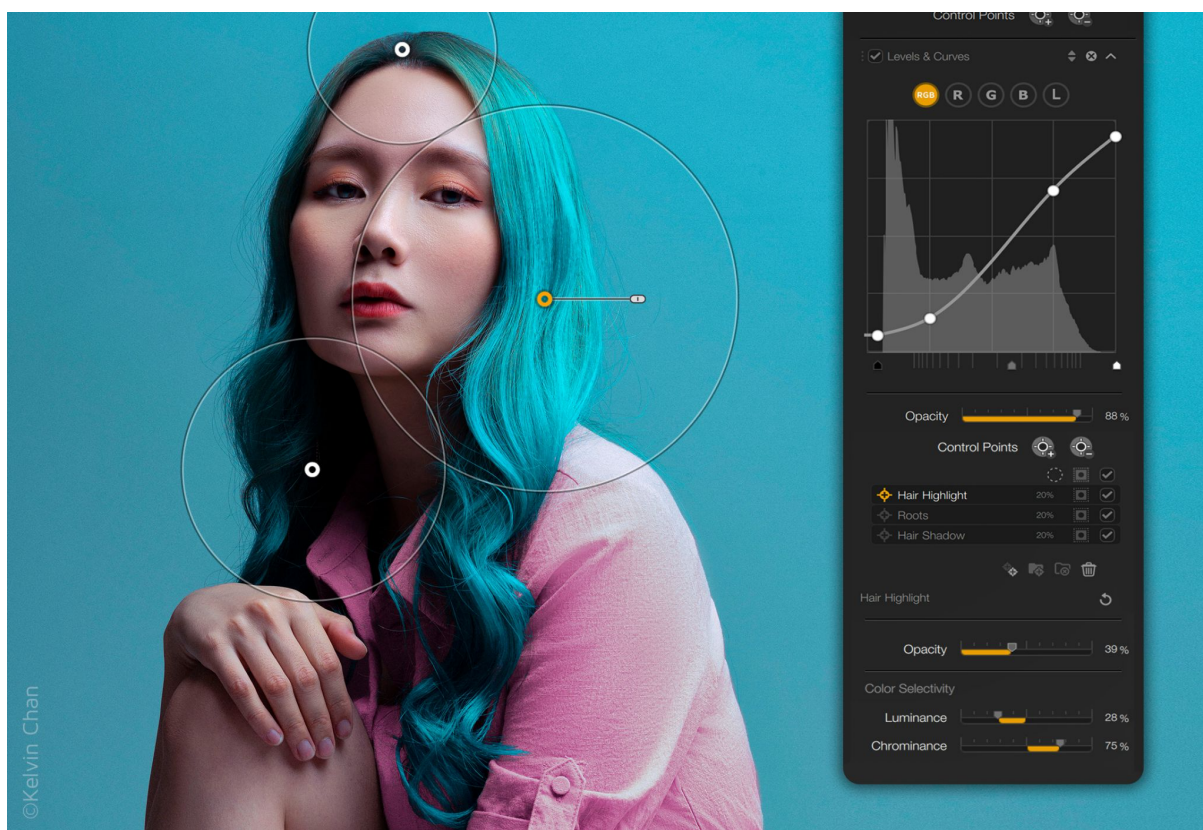 Control Points
Levels & Curves
RGB R G B L
Opacity 88 %
Control Points
Hair Highlight 20%
Roots 20%
Hair Shadow 20%
Hair Highlight
Opacity 39 %
Color Selectivity
Luminance 28 %
Chrominance 75 %
©Kelvin Chan